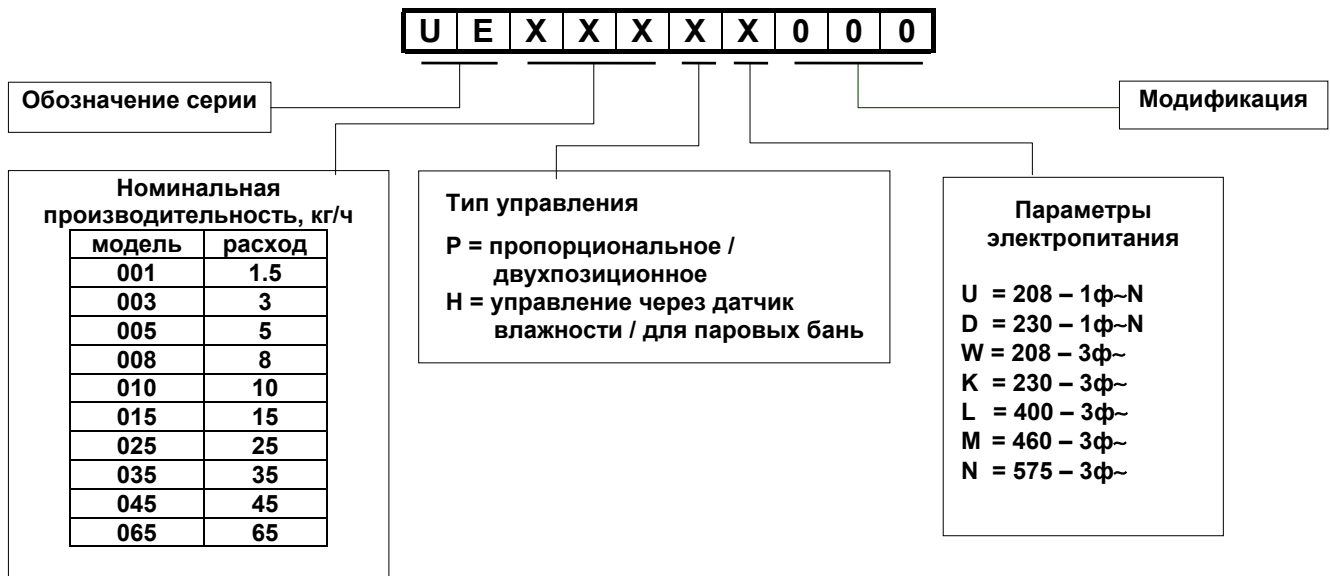 U E X X X X X 0 0 0
Обозначение серии
Модификация
Номинальная
производительность, кг/ч
модель расход
001 1.5
003 3
005 5
008 8
010 10
015 15
025 25
035 35
045 45
065 65
Тип управления
P = пропорциональное /
двухпозиционное
H = управление через датчик
влажности / для паровых бань
Параметры
электропитания
U = 208 – 1ф~N
D = 230 – 1ф~N
W = 208 – 3ф~
K = 230 – 3ф~
L = 400 – 3ф~
M = 460 – 3ф~
N = 575 – 3ф~